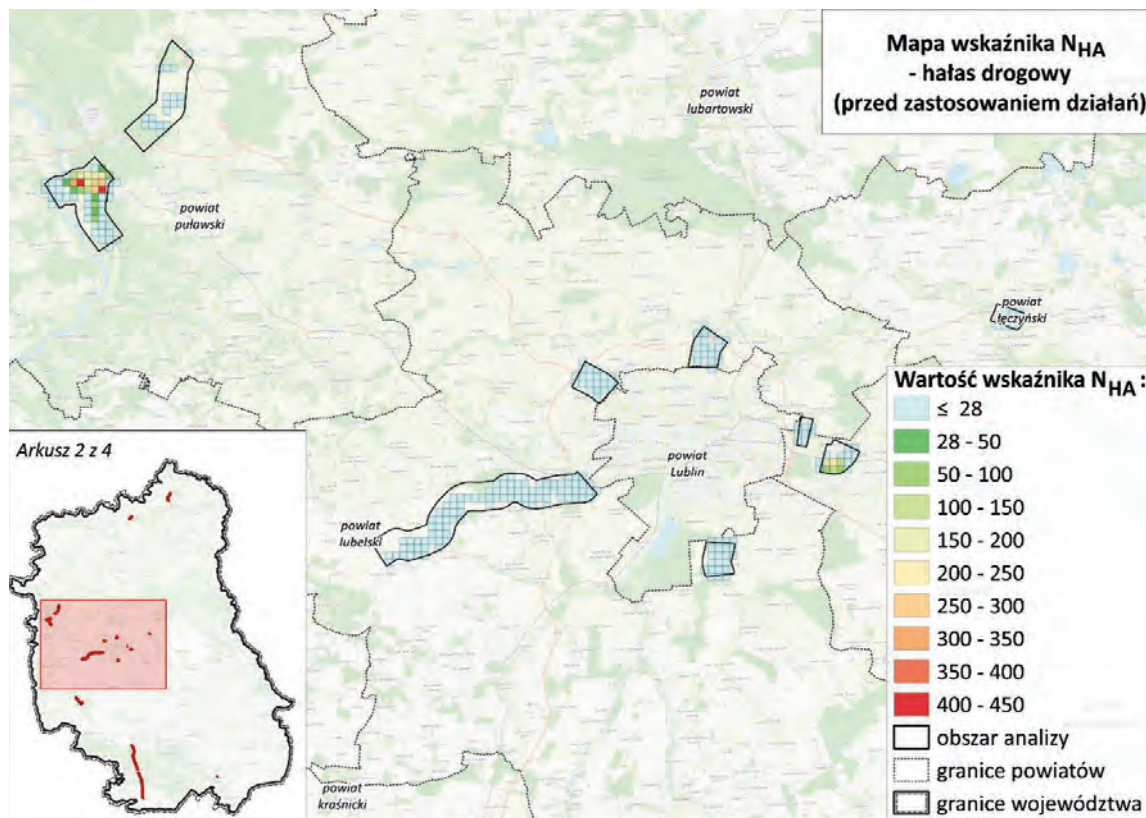 Mapa wskaźnika NHA
- hałas drogowy
(przed zastosowaniem działań)
powiat
lubartowski
powiat
puławski
powiat
łęczyński
powiat
Lublin
powiat
lubelski
powiat
kraśnicki
Arkusz 2 z 4
Wartość wskaźnika NHA :
≤ 28
28 - 50
50 - 100
100 - 150
150 - 200
200 - 250
250 - 300
300 - 350
350 - 400
400 - 450
obszar analizy
granice powiatów
granice województwa